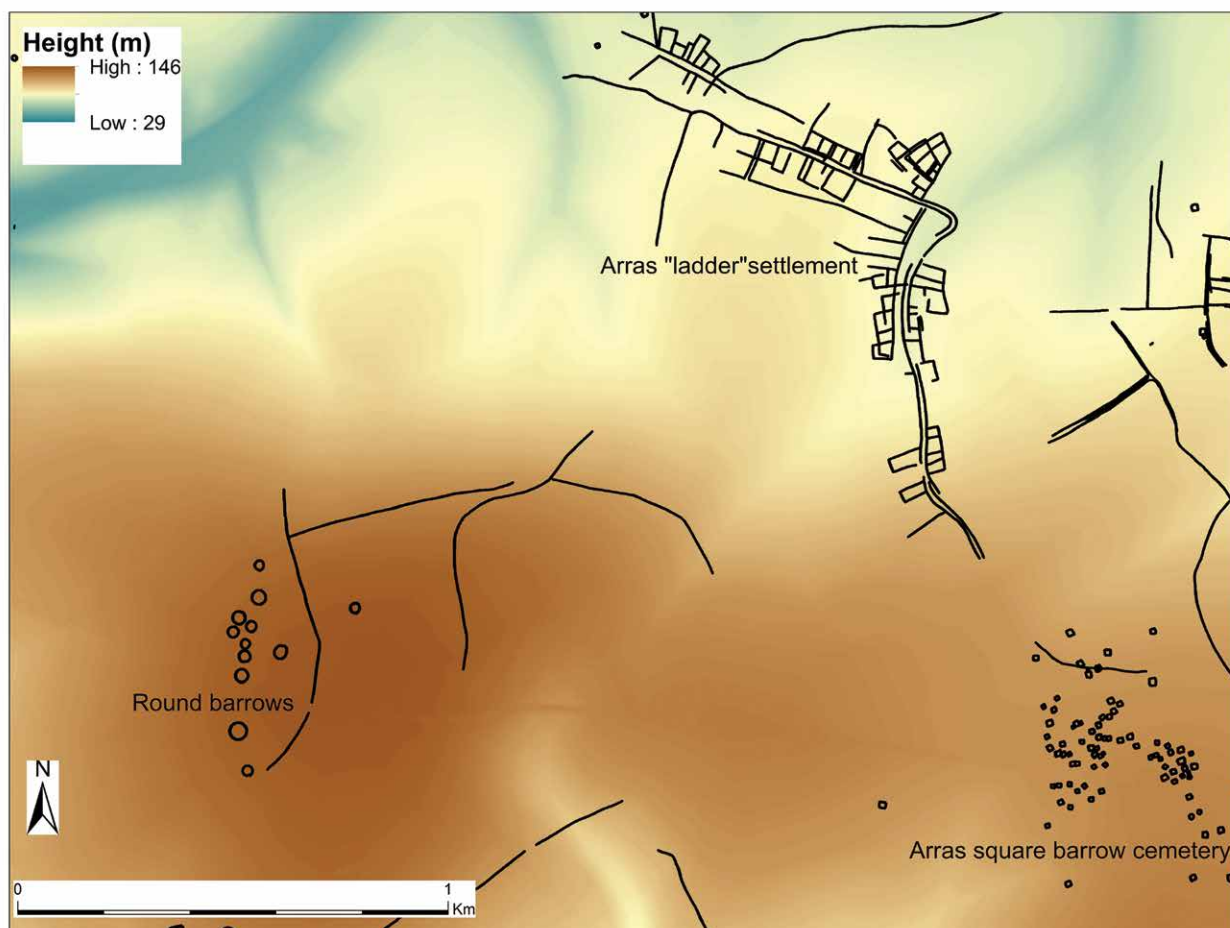 Height (m)
High : 146
Low : 29
Arras "ladder"settlement
Round barrows
N
Arras square barrow cemetery
0 1
Km